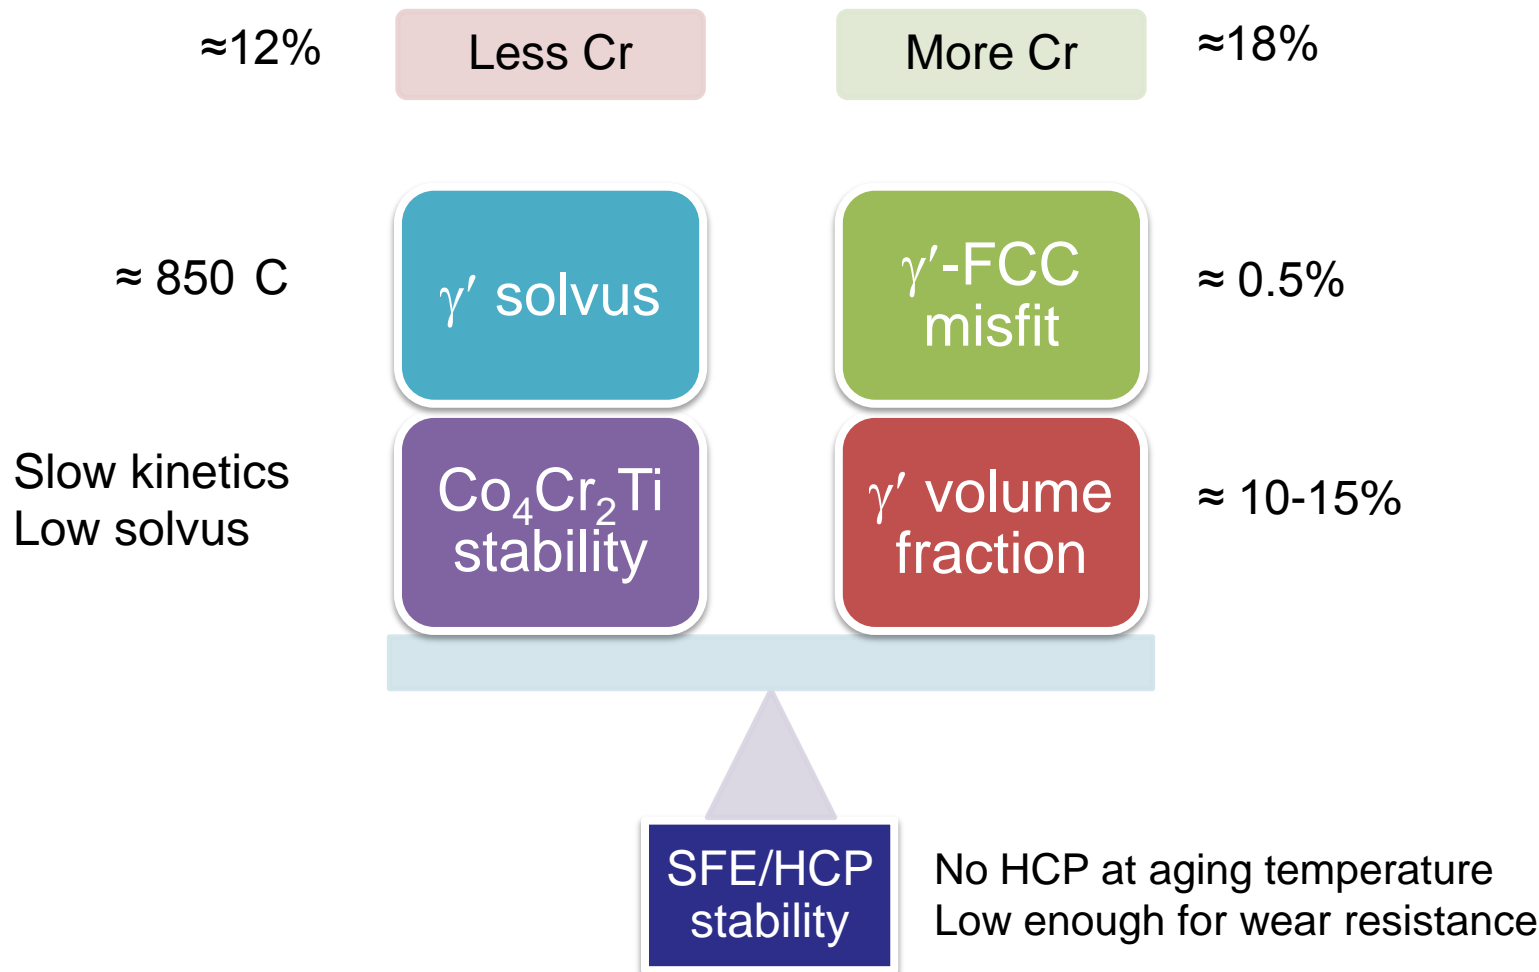 ≈12%
Less Cr
More Cr
≈18%
≈ 850 C
γ′ solvus
γ′-FCC
misfit
≈ 0.5%
Slow kinetics
Low solvus
Co₄Cr₂Ti
stability
γ′ volume
fraction
≈ 10-15%
SFE/HCP
stability
No HCP at aging temperature
Low enough for wear resistance